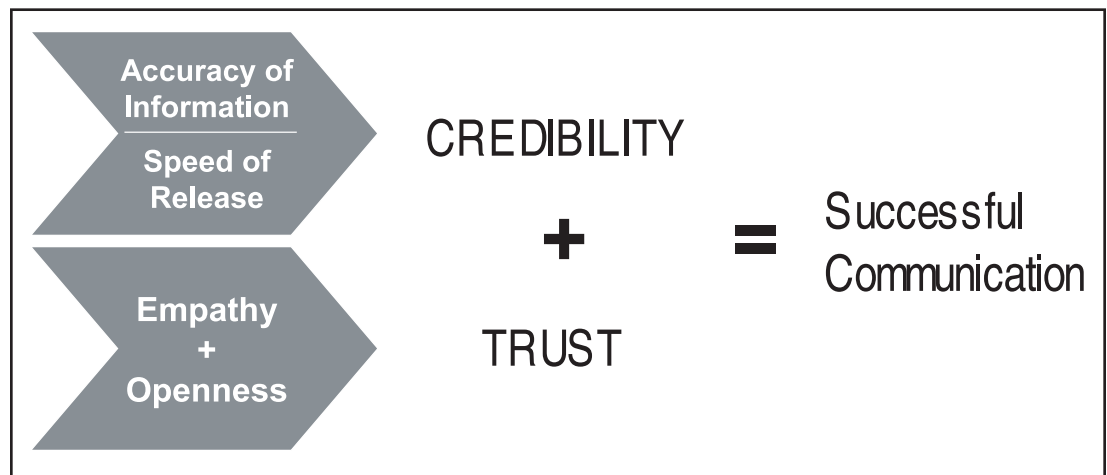 Accuracy of
Information
Speed of
Release
CREDIBILITY
+
Empathy
+
Openness
TRUST
=
Successful
Communication